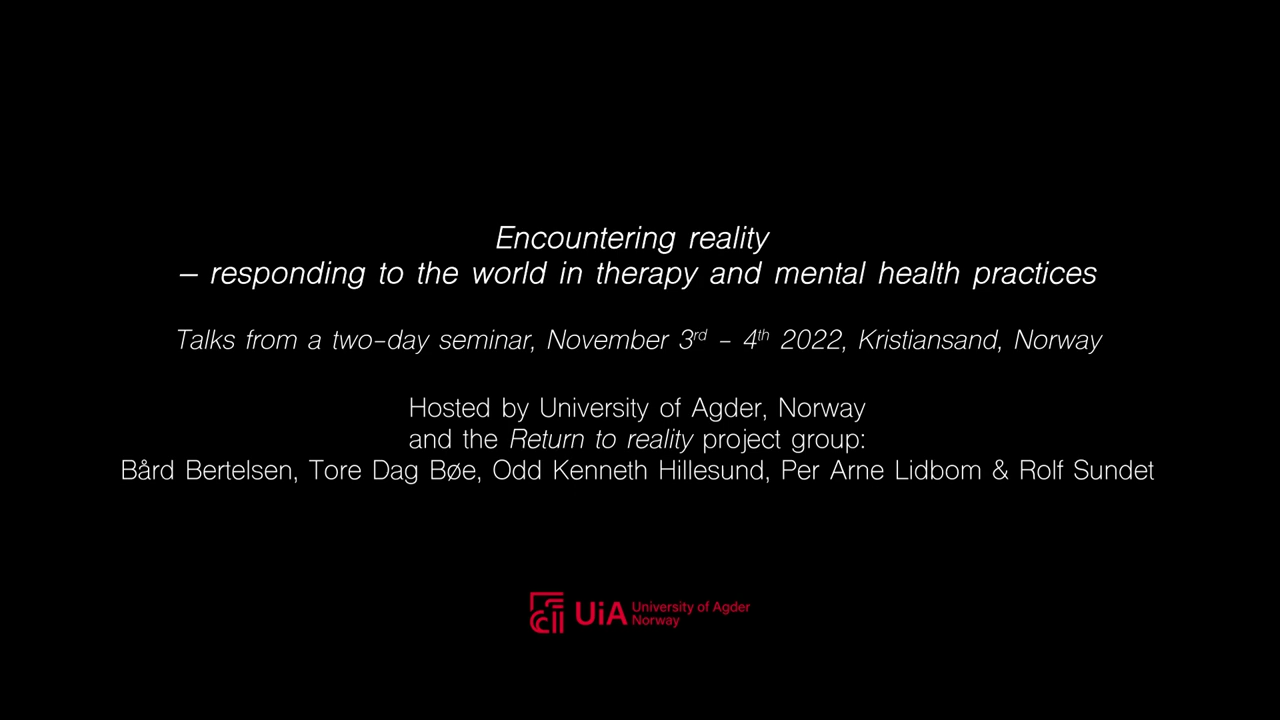 Encountering reality
– responding to the world in therapy and mental health practices
Talks from a two-day seminar, November 3rd - 4th 2022, Kristiansand, Norway
Hosted by University of Agder, Norway
and the Return to reality project group:
Bård Bertelsen, Tore Dag Bøe, Odd Kenneth Hillesund, Per Arne Lidbom & Rolf Sundet
UiA University of Agder
Norway